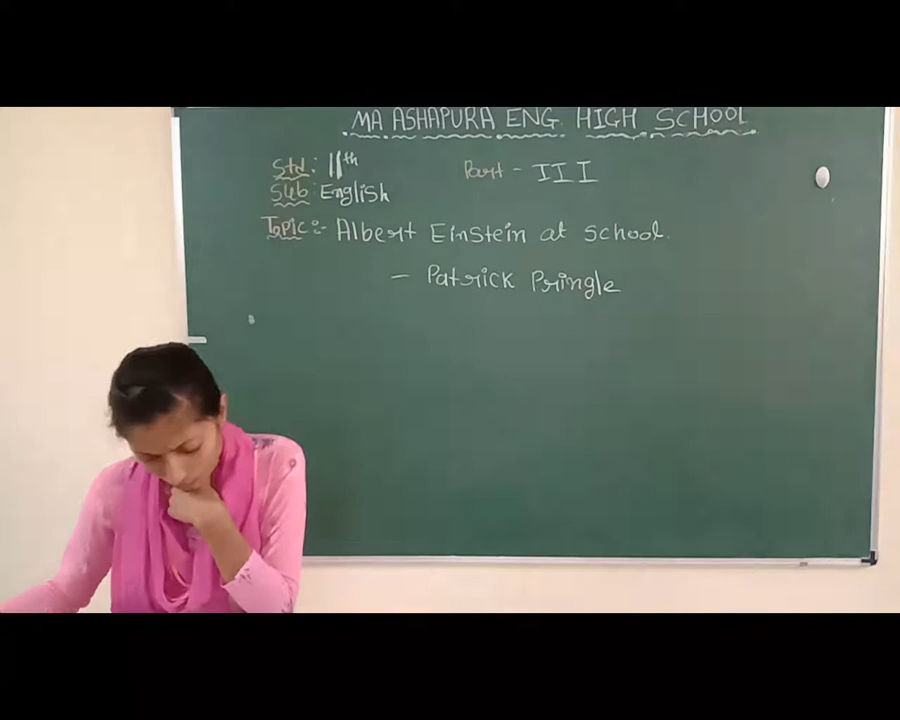 MA ASHAPURA ENG. HIGH SCHOOL
Std : 11th Part - III
Sub : English
Topic :- Albert Einstein at school.
- Patrick Pringle